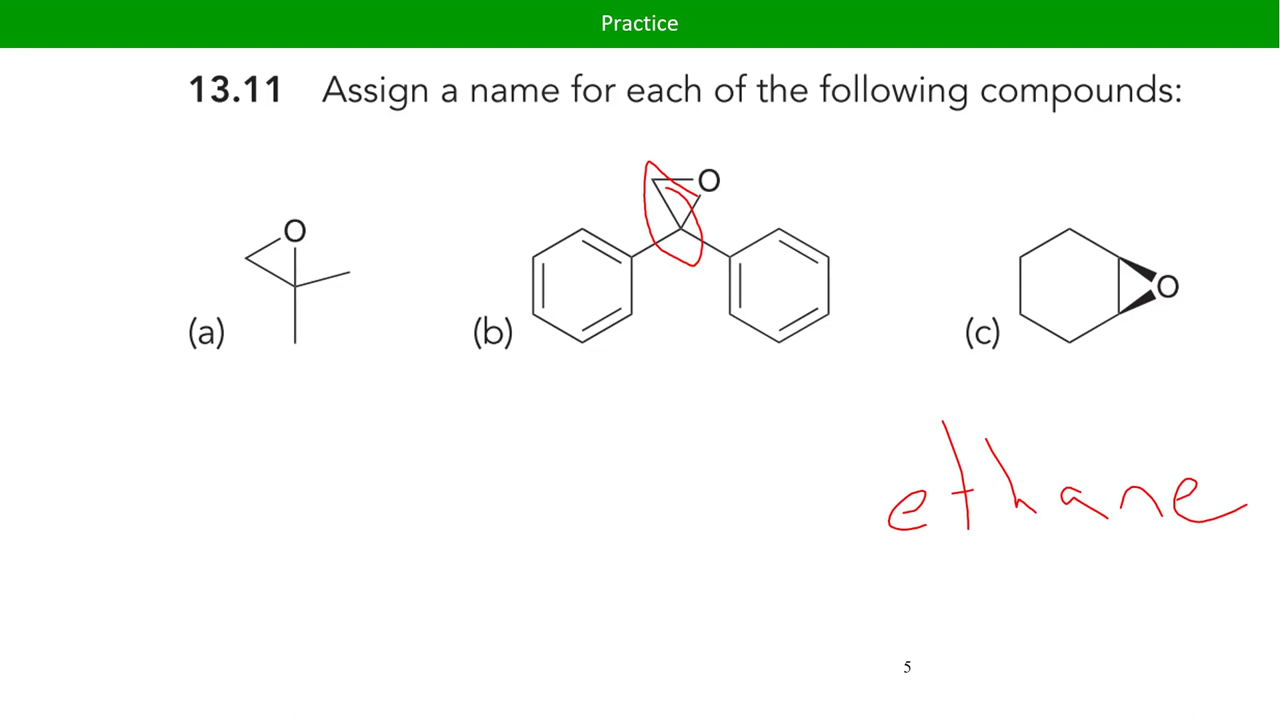 Practice
13.11 Assign a name for each of the following compounds:
O
O
O
(a)
(b)
(c)
ethane
5